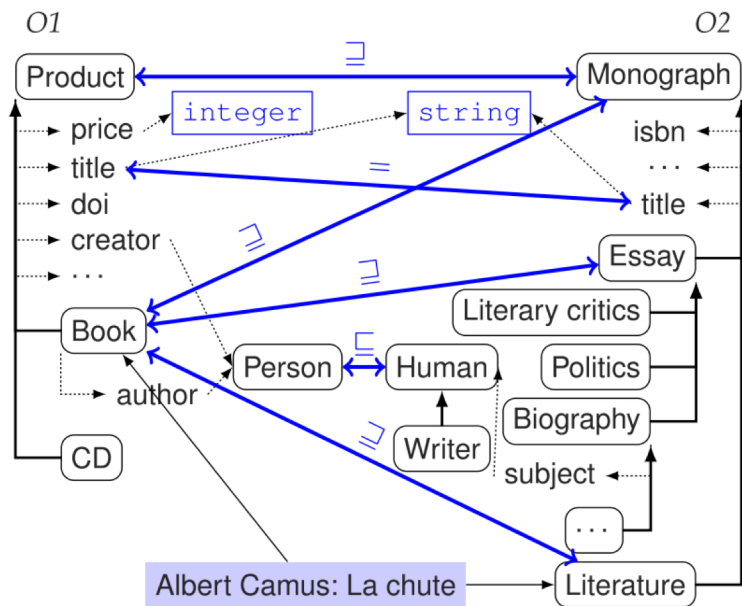 O1 O2
⊒
Product Monograph
price integer string isbn
title = ...
doi title
creator
... ⊒ Essay
⊒
Literary critics
Book
⊑
Person Human Politics
author
Biography
Writer
⊒
CD subject
...
Albert Camus: La chute Literature